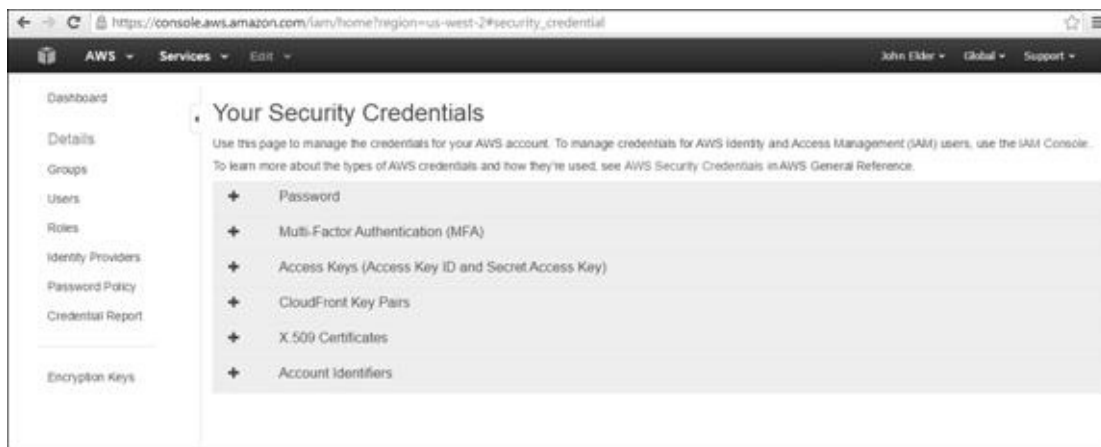 https://console.aws.amazon.com/iam/home?region=us-west-2#security_credential
AWS Services Edit John Elder Global Support
Dashboard
Details
Groups
Users
Roles
Identity Providers
Password Policy
Credential Report
Encryption Keys
Your Security Credentials
Use this page to manage the credentials for your AWS account. To manage credentials for AWS Identity and Access Management (IAM) users, use the IAM Console.
To learn more about the types of AWS credentials and how they're used, see AWS Security Credentials in AWS General Reference.
Password
Multi-Factor Authentication (MFA)
Access Keys (Access Key ID and Secret Access Key)
CloudFront Key Pairs
X.509 Certificates
Account Identifiers